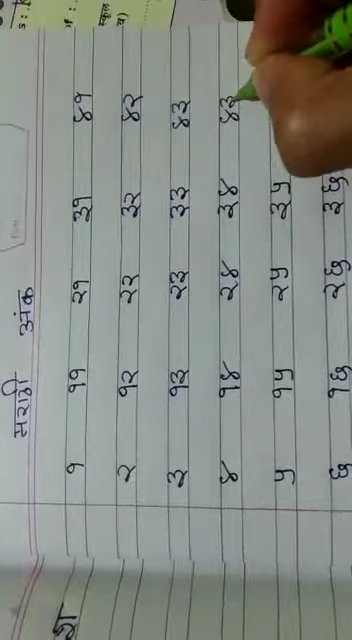 मराठी अंक
१ ११ २१ ३१ ४१
२ १२ २२ ३२ ४२
३ १३ २३ ३३ ४३
४ १४ २४ ३४ ४३
५ १५ २५ ३५
६ १६ २६ ३६